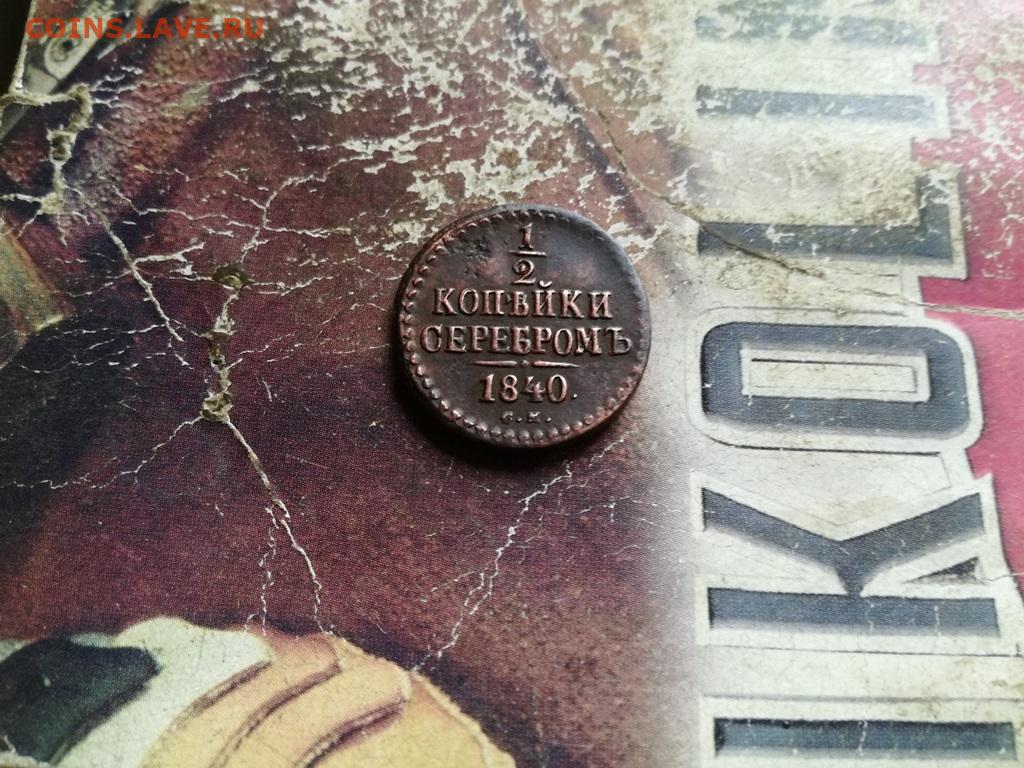 COINS.LAVE.RU
1
2
КОПѢЙКИ
СЕРЕБРОМЪ
1840.
С.М.